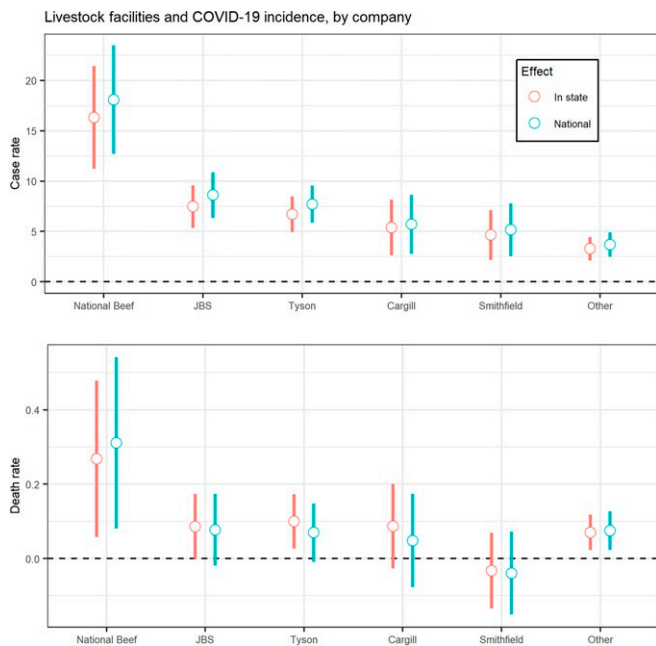 Livestock facilities and COVID-19 incidence, by company
Effect
In state
National
Case rate
20
15
10
5
0
National Beef JBS Tyson Cargill Smithfield Other
Death rate
0.4
0.2
0.0
National Beef JBS Tyson Cargill Smithfield Other